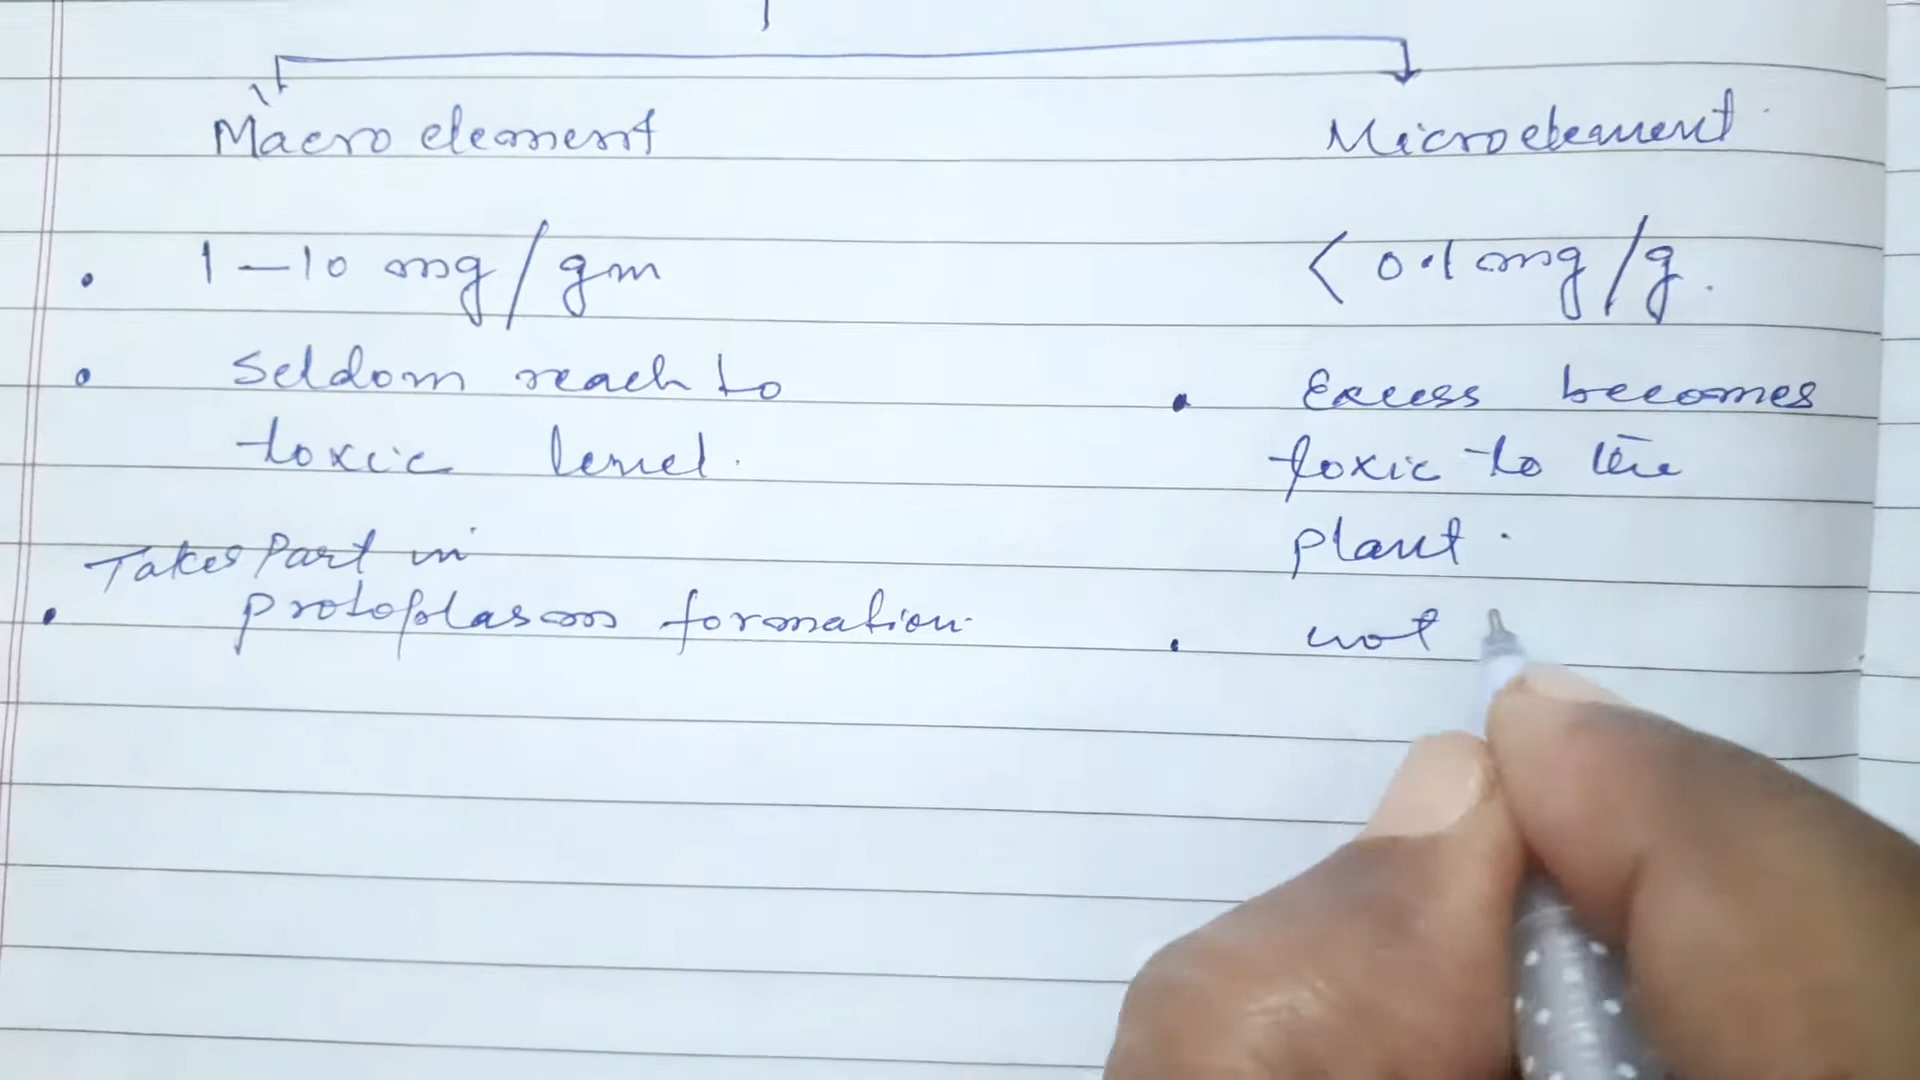 Macro element
Microelement
1-10 mg/gm
< 0.1 mg/g.
Seldom reach to
toxic level.
Excess becomes
toxic to the
plant.
Takes Part in
protoplasm formation.
not